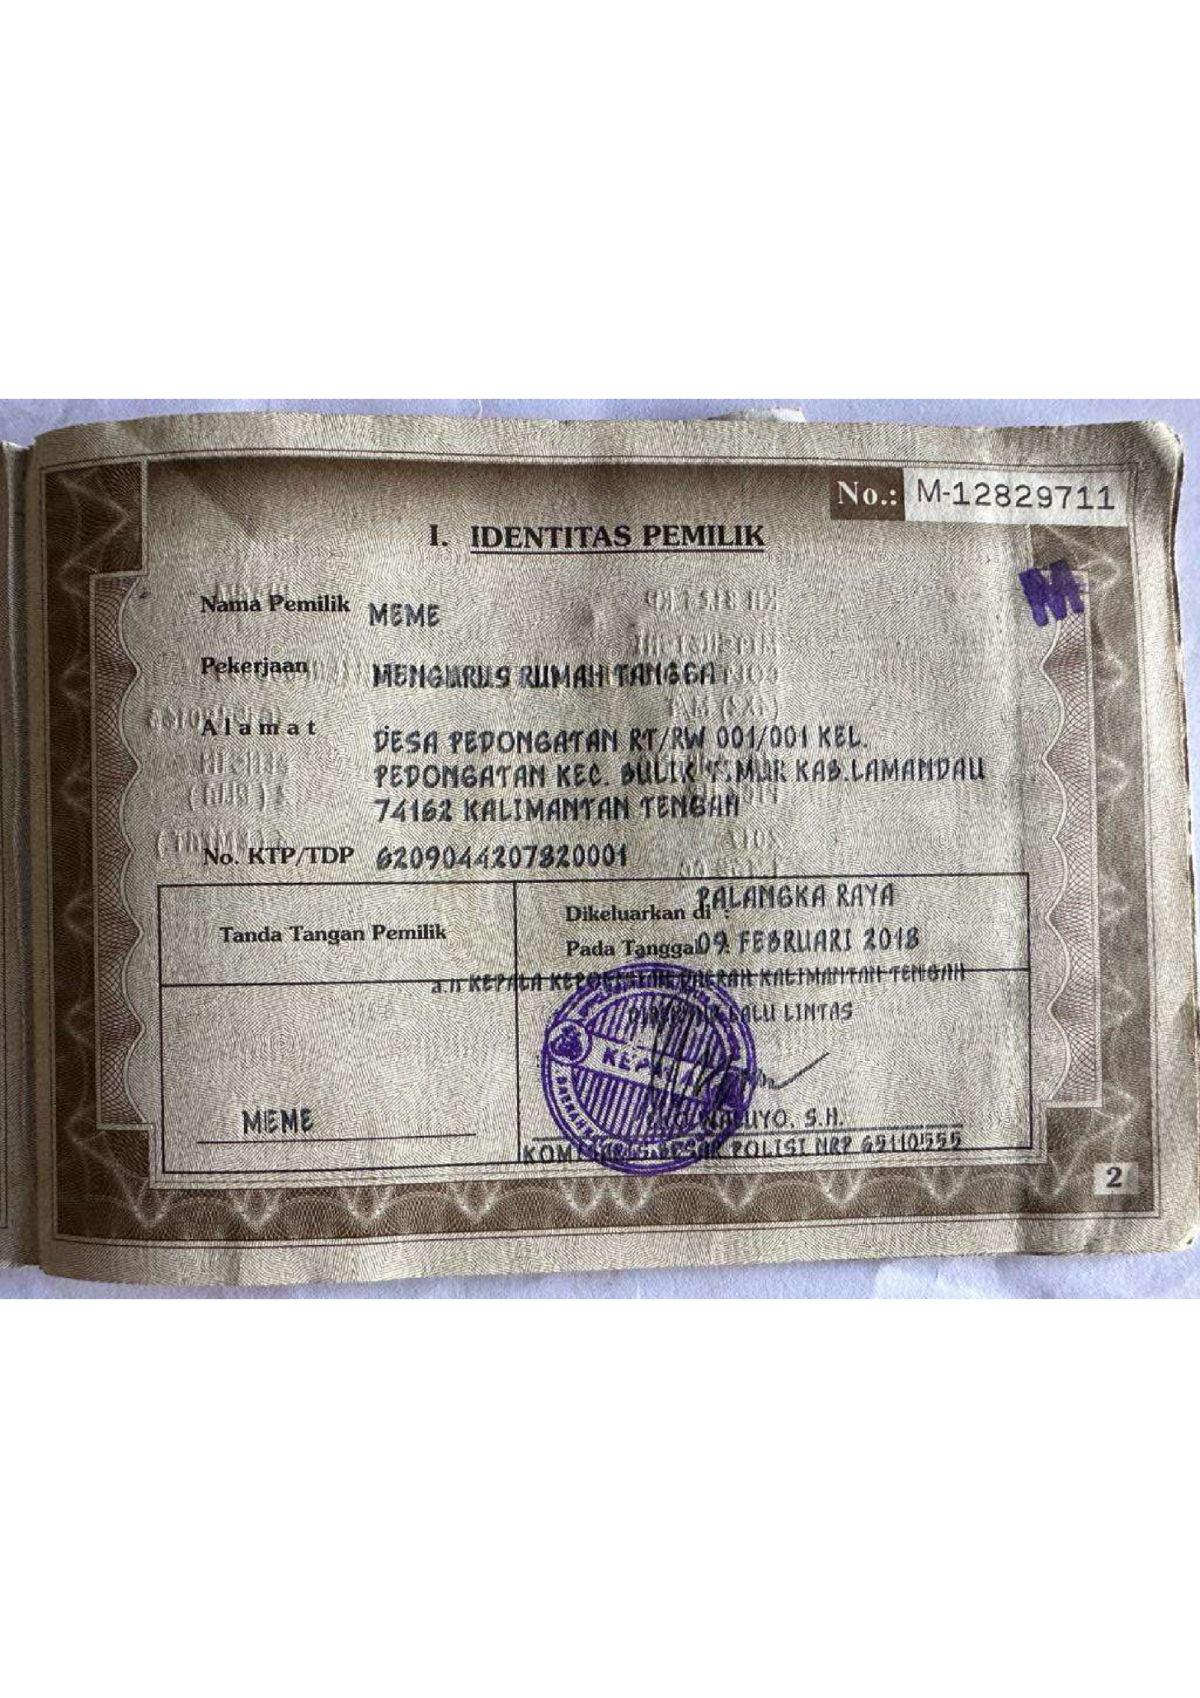 No.: M-12829711
I. IDENTITAS PEMILIK
Nama Pemilik MEME
Pekerjaan MENGURUS RUMAH TANGGA
Alamat DESA PEDONGATAN RT/RW 001/001 KEL.
PEDONGATAN KEC. BULIK TIMUR KAB.LAMANDAU
74162 KALIMANTAN TENGAH
No. KTP/TDP 6209044207820001
Tanda Tangan Pemilik
Dikeluarkan di : PALANGKA RAYA
Pada Tanggal 09 FEBRUARI 2018
a.n KEPALA KEPOLISIAN DAERAH KALIMANTAN TENGAH
LALU LINTAS
KEPALA
MEME
WALUYO, S.H.
KOMISARIS BESAR POLISI NRP 65110555
2
M